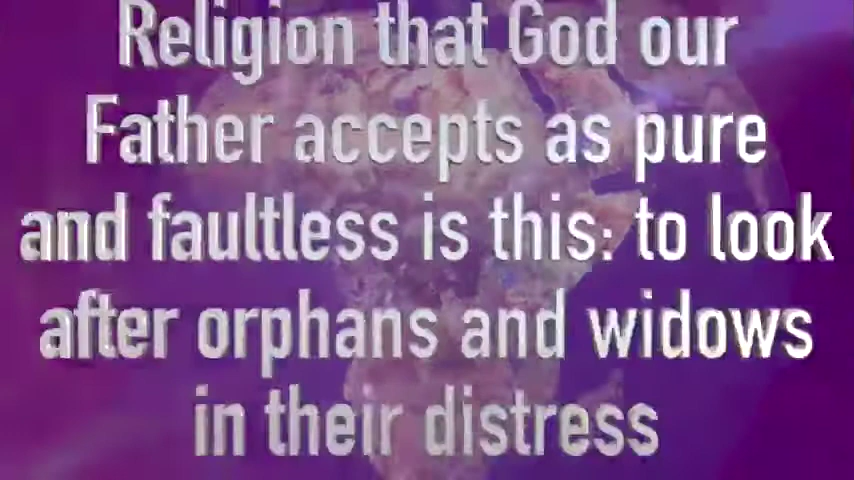 Religion that God our
Father accepts as pure
and faultless is this: to look
after orphans and widows
in their distress